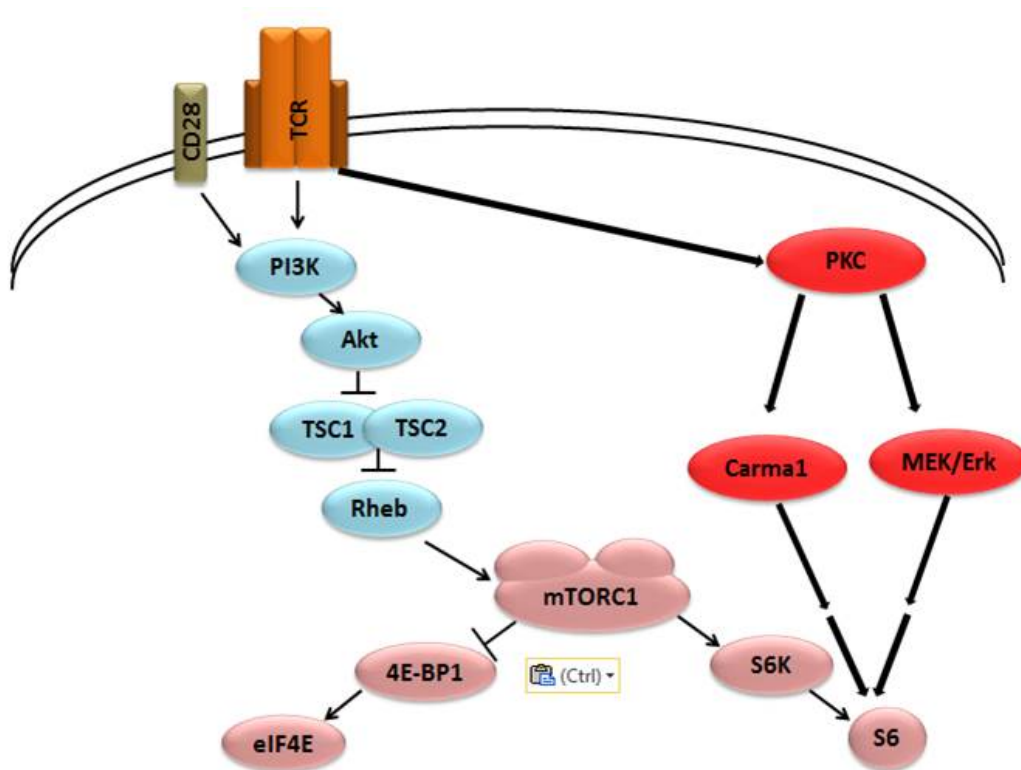 CD28
TCR
PI3K
PKC
Akt
TSC1
TSC2
Carma1
MEK/Erk
Rheb
mTORC1
4E-BP1
(Ctrl)
S6K
eIF4E
S6